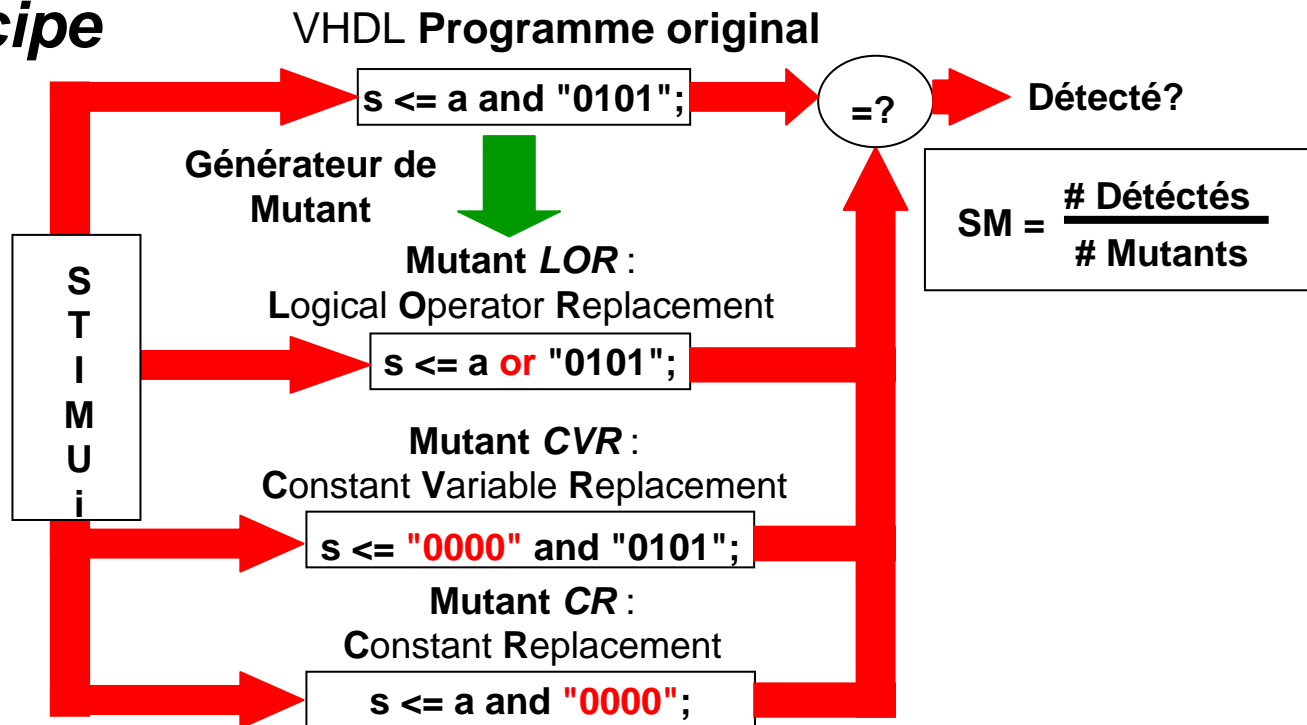 cipe
VHDL Programme original
s <= a and "0101";
=?
Détecté?
Générateur de
Mutant
SM = # Détéctés
# Mutants
S
T
I
M
U
i
Mutant LOR :
Logical Operator Replacement
s <= a or "0101";
Mutant CVR :
Constant Variable Replacement
s <= "0000" and "0101";
Mutant CR :
Constant Replacement
s <= a and "0000";